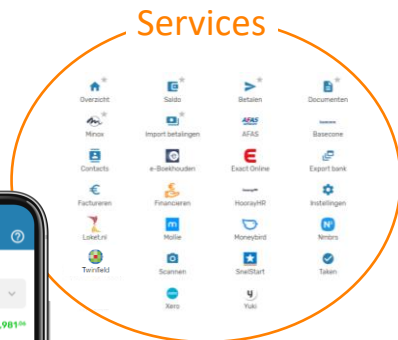 Services
Overzicht Saldo Betalen Documenten
Minox Import betalingen AFAS Basecone
Contacts e-Boekhouden Exact Online Export bank
Factureren Financieren HoorayHR Instellingen
Loket.nl Mollie Moneybird Nmbrs
Twinfield Scannen SnelStart Taken
,981
Xero Yuki